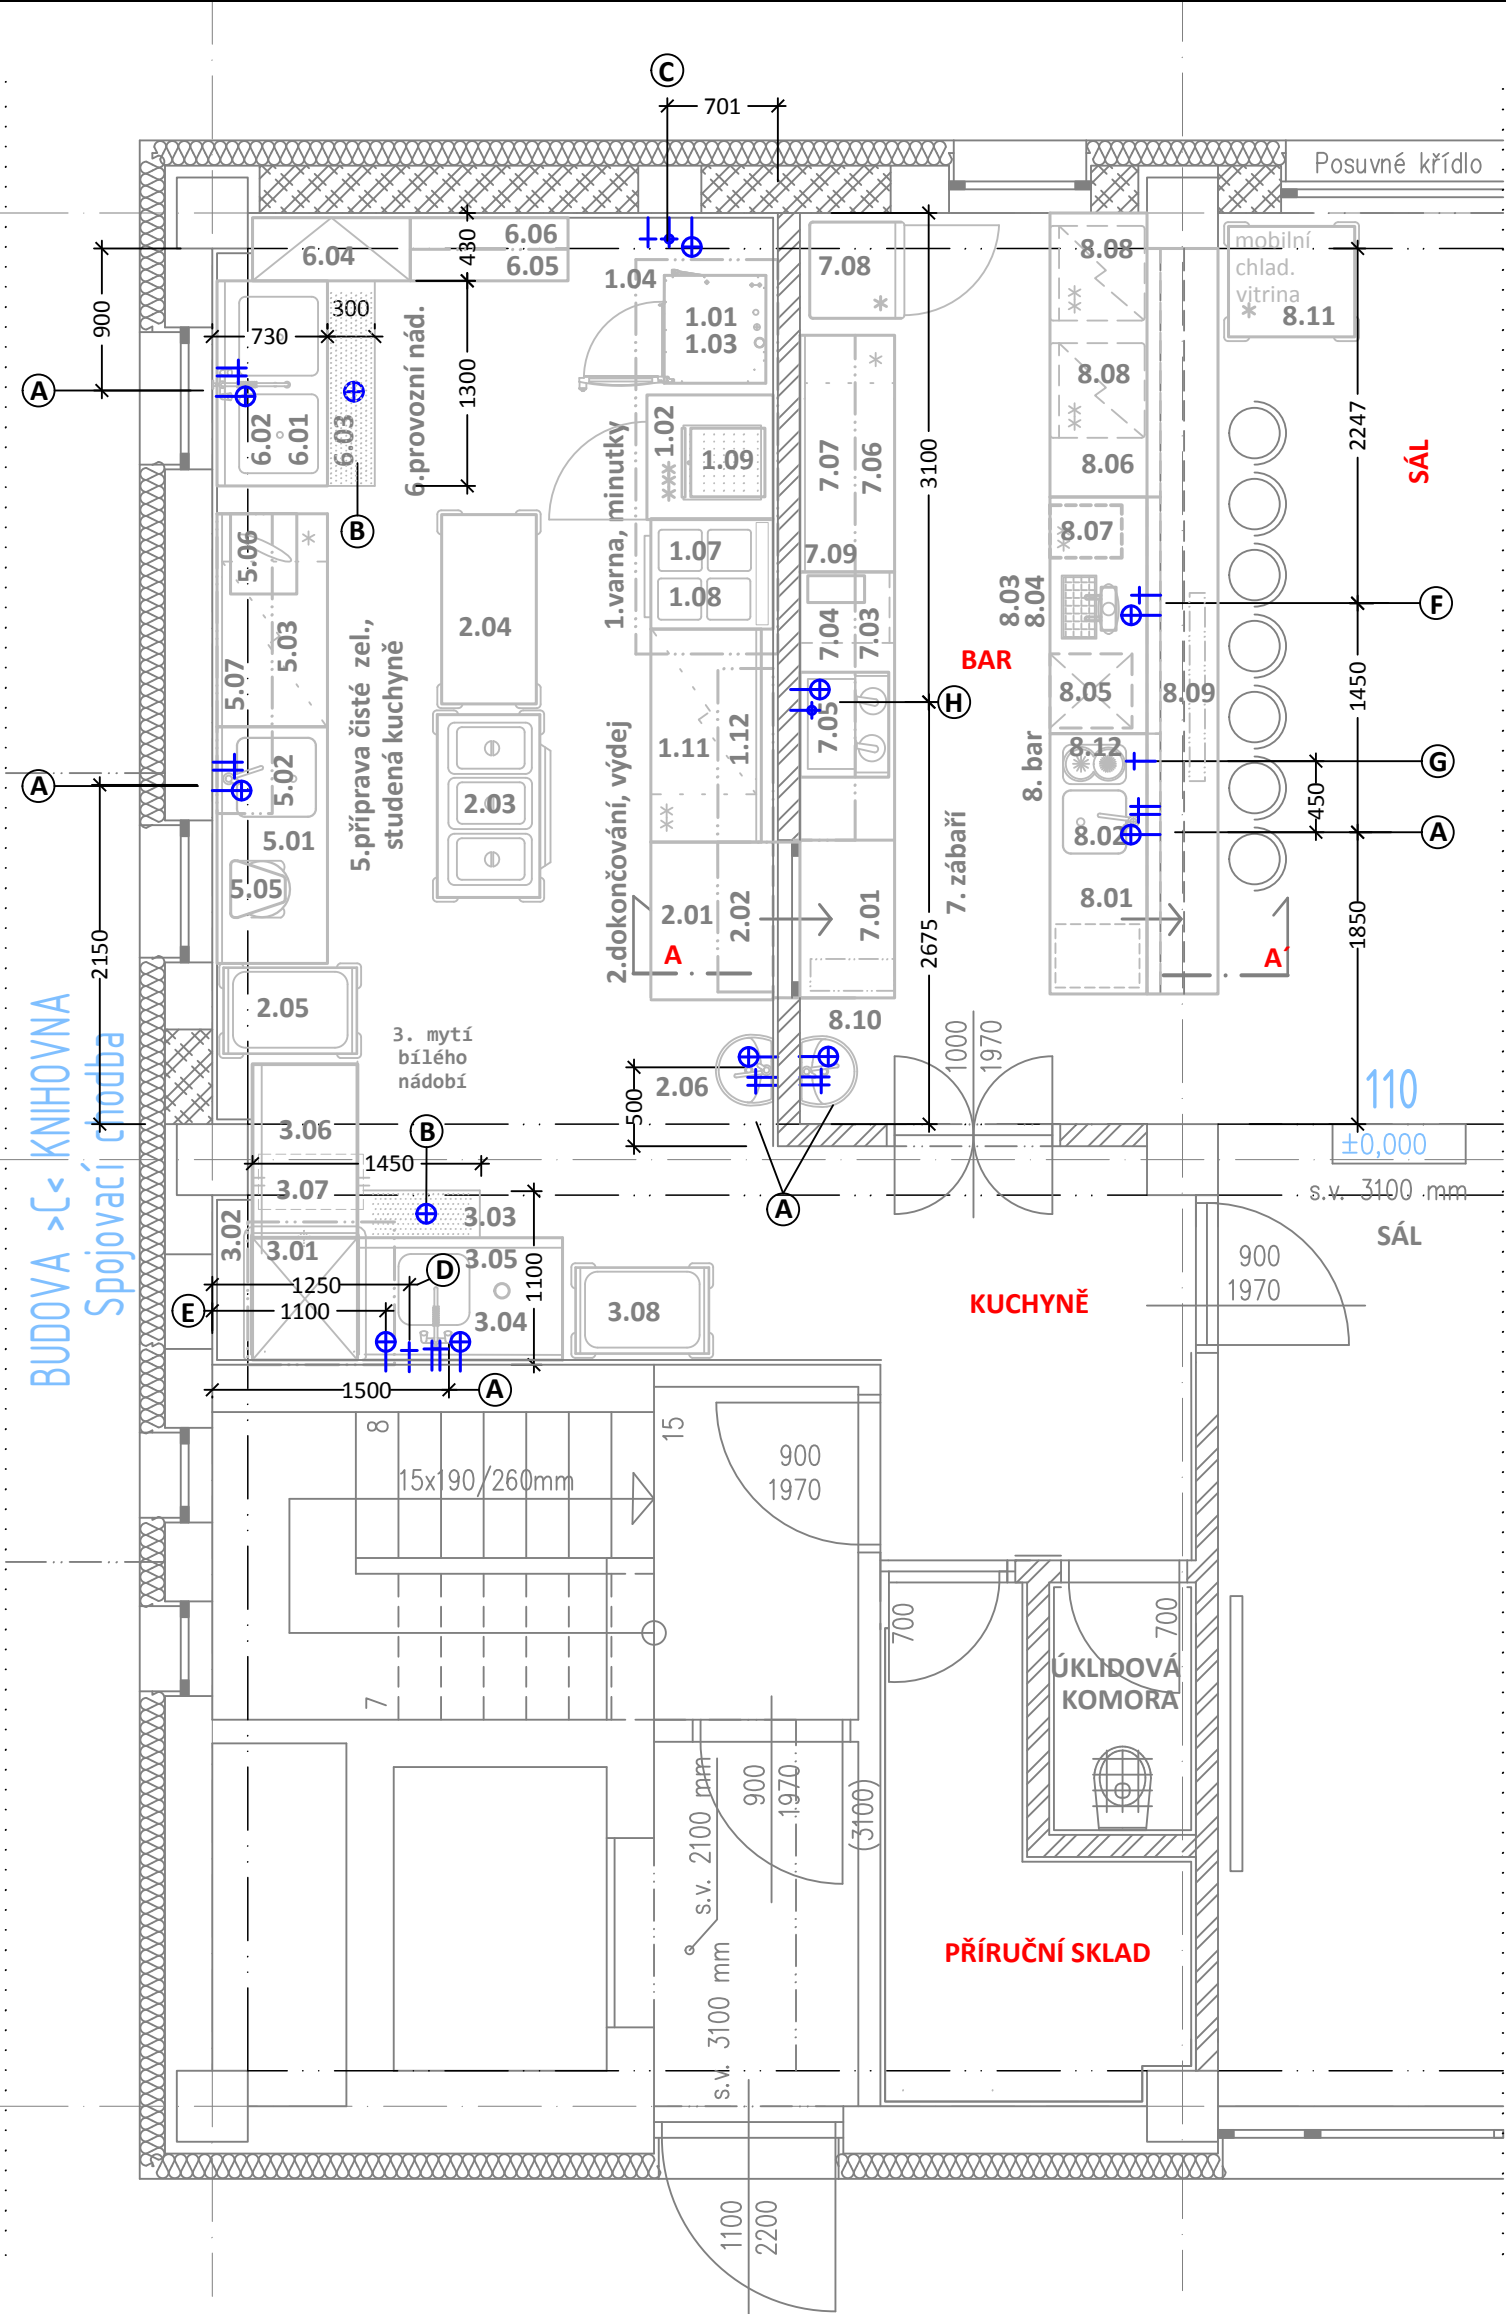 C
701
Posuvné křídlo
6.04
6.06
6.05
430
1.04
7.08
8.08
mobilní
chlad.
vitrina
8.11
900
730
300
1.01
1.03
8.08
A
6.02
6.01
6.03
1300
6.provozní nád.
1.02
1.09
7.07
7.06
3100
8.06
2247
SÁL
B
5.06
1.varna, minutky
1.07
1.08
7.09
8.07
5.03
5.07
2.04
7.04
7.03
8.03
8.04
F
BAR
5.příprava čisté zel.,
studená kuchyně
8.05
8.09
1450
H
7.05
1.11
1.12
8. bar
8.12
G
A
5.02
2.03
450
5.01
8.02
A
5.05
2.dokončování, výdej
2.01
2.02
7.01
7. zábaří
8.01
1850
2150
A
A´
2675
2.05
8.10
3. mytí
bílého
nádobí
BUDOVA »C« KNIHOVNA
Spojovací chodba
1000
1970
2.06
500
110
±0,000
s.v. 3100 mm
SÁL
3.06
B
1450
3.07
A
3.02
3.03
3.01
3.05
D
1100
1250
E
1100
3.04
3.08
KUCHYNĚ
900
1970
1500
A
8
15
15x190/260mm
900
1970
7
700
700
ÚKLIDOVÁ
KOMORA
s.v. 2100 mm
900
1970
(3100)
s.v. 3100 mm
PŘÍRUČNÍ SKLAD
1100
2200